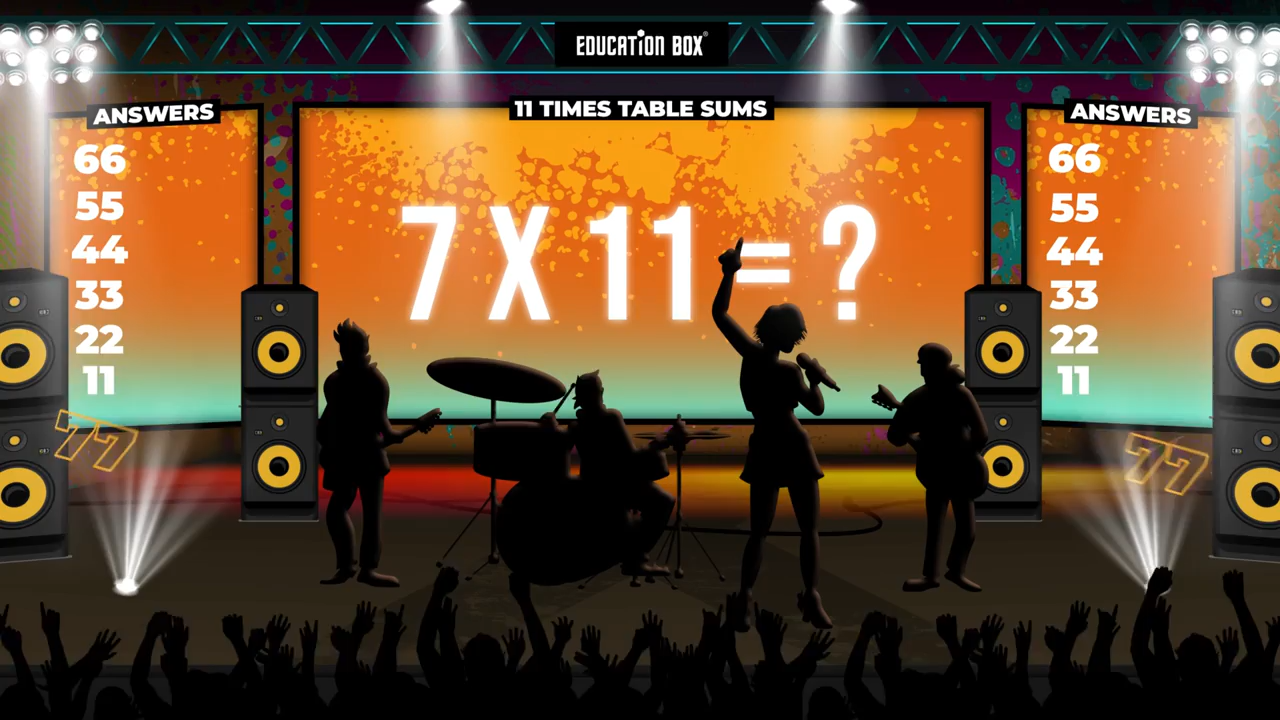 EDUCATION BOX®
ANSWERS
11 TIMES TABLE SUMS
ANSWERS
66
55
44
33
22
11
77
7 X 11 = ?
66
55
44
33
22
11
77